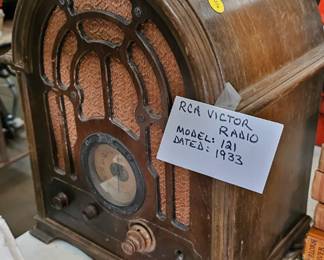 RCA VICTOR
RADIO
MODEL: 121
DATED: 1933